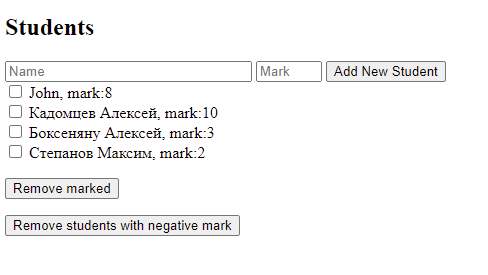 Students
Name Mark Add New Student
John, mark:8
Кадомцев Алексей, mark:10
Боксеняну Алексей, mark:3
Степанов Максим, mark:2
Remove marked
Remove students with negative mark